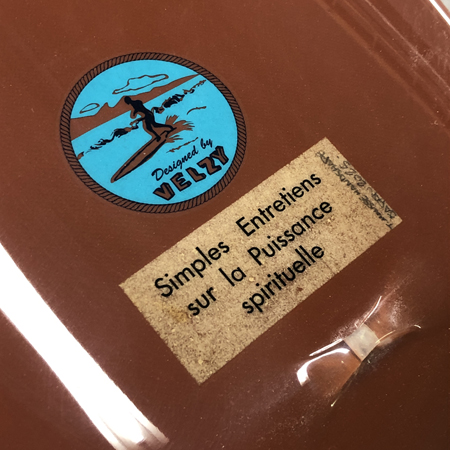 Designed by
VELZY
Simples Entretiens
sur la Puissance
spirituelle